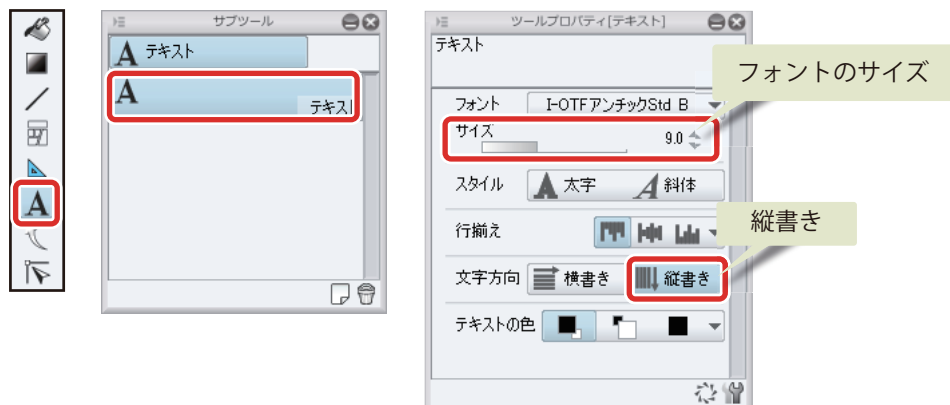 サブツール
A テキスト
A
テキスト
ツールプロパティ[テキスト]
テキスト
フォント I-OTFアンチックStd B
サイズ 9.0
フォントのサイズ
スタイル A 太字 A 斜体
行揃え
縦書き
文字方向 横書き 縦書き
テキストの色
A